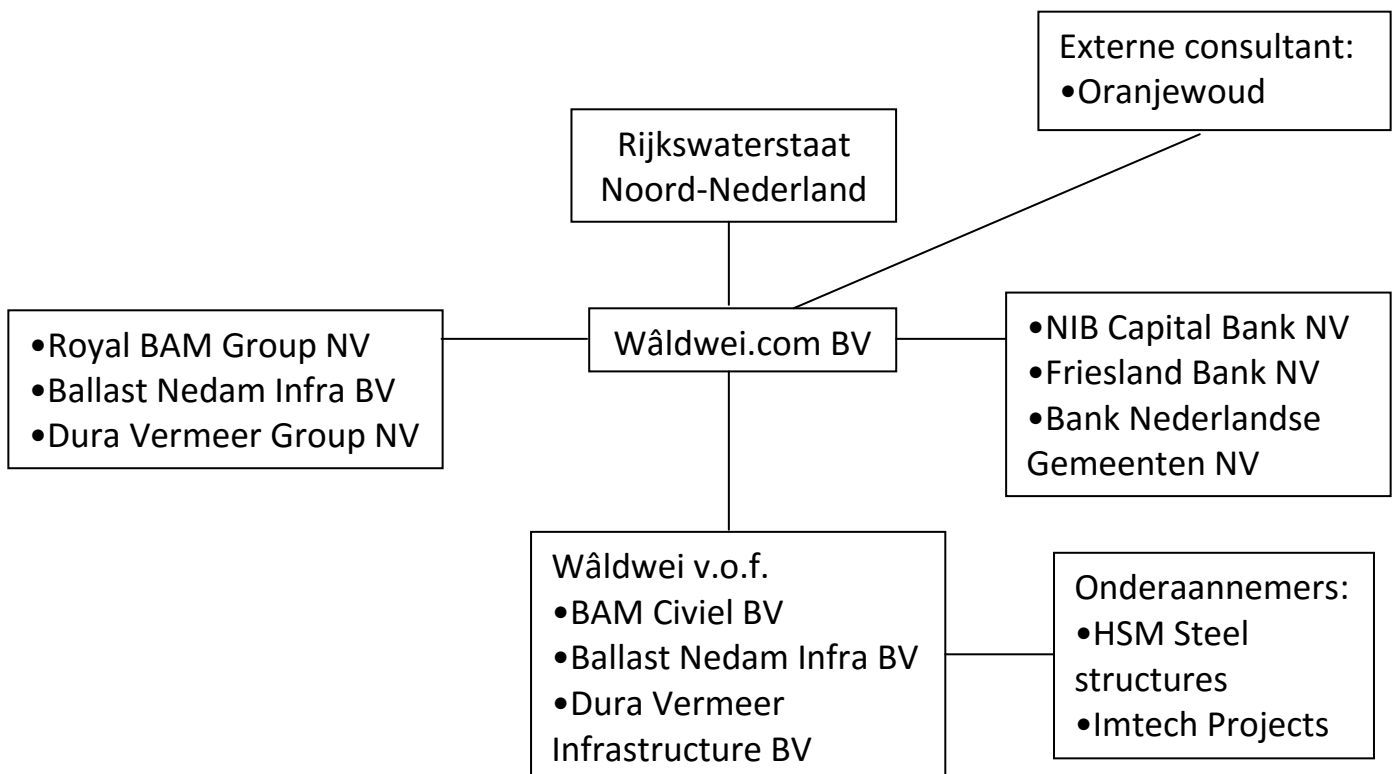 Externe consultant:
•Oranjewoud
Rijkswaterstaat
Noord-Nederland
•Royal BAM Group NV
•Ballast Nedam Infra BV
•Dura Vermeer Group NV
Wâldwei.com BV
•NIB Capital Bank NV
•Friesland Bank NV
•Bank Nederlandse
Gemeenten NV
Wâldwei v.o.f.
•BAM Civiel BV
•Ballast Nedam Infra BV
•Dura Vermeer
Infrastructure BV
Onderaannemers:
•HSM Steel
structures
•Imtech Projects